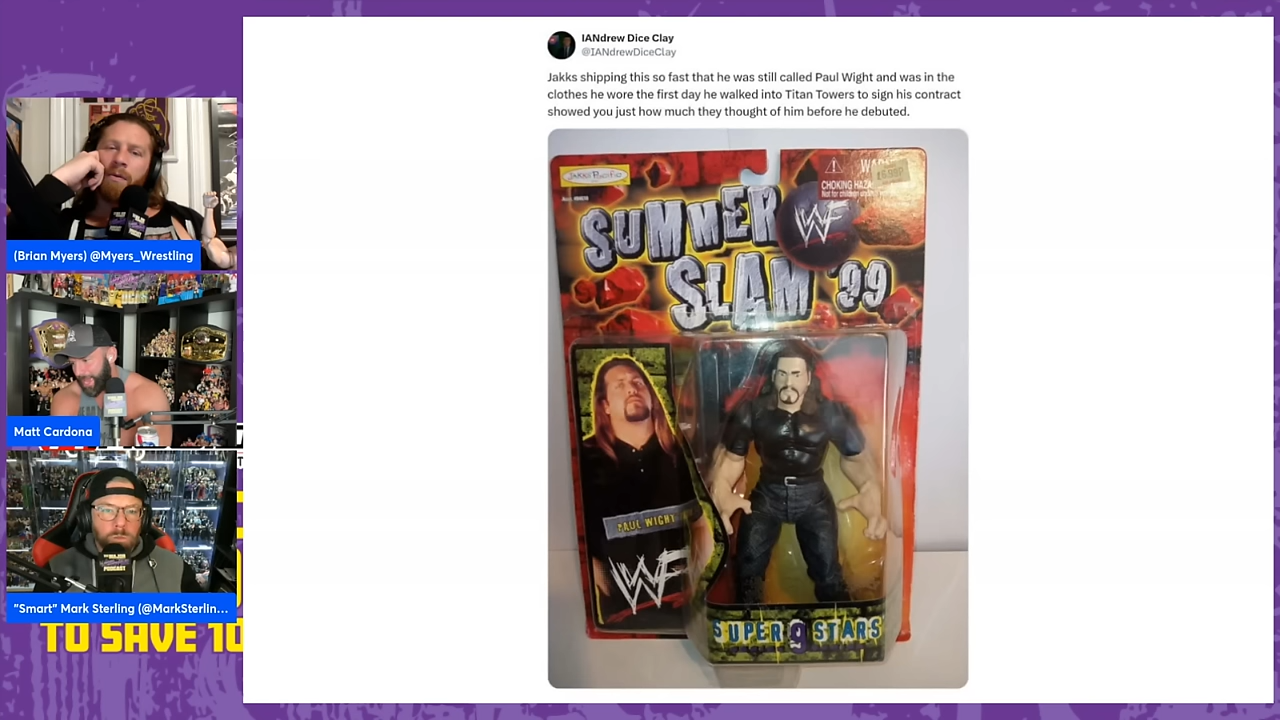 IANdrew Dice Clay
@IANdrewDiceClay
Jakks shipping this so fast that he was still called Paul Wight and was in the
clothes he wore the first day he walked into Titan Towers to sign his contract
showed you just how much they thought of him before he debuted.
JAKKS Pacific
CHOKING HAZA
SUMMER
SLAM '99
PAUL WIGHT
SUPER 9 STARS
(Brian Myers) @Myers_Wrestling
Matt Cardona
"Smart" Mark Sterling (@MarkSterlin...
TO SAVE 10